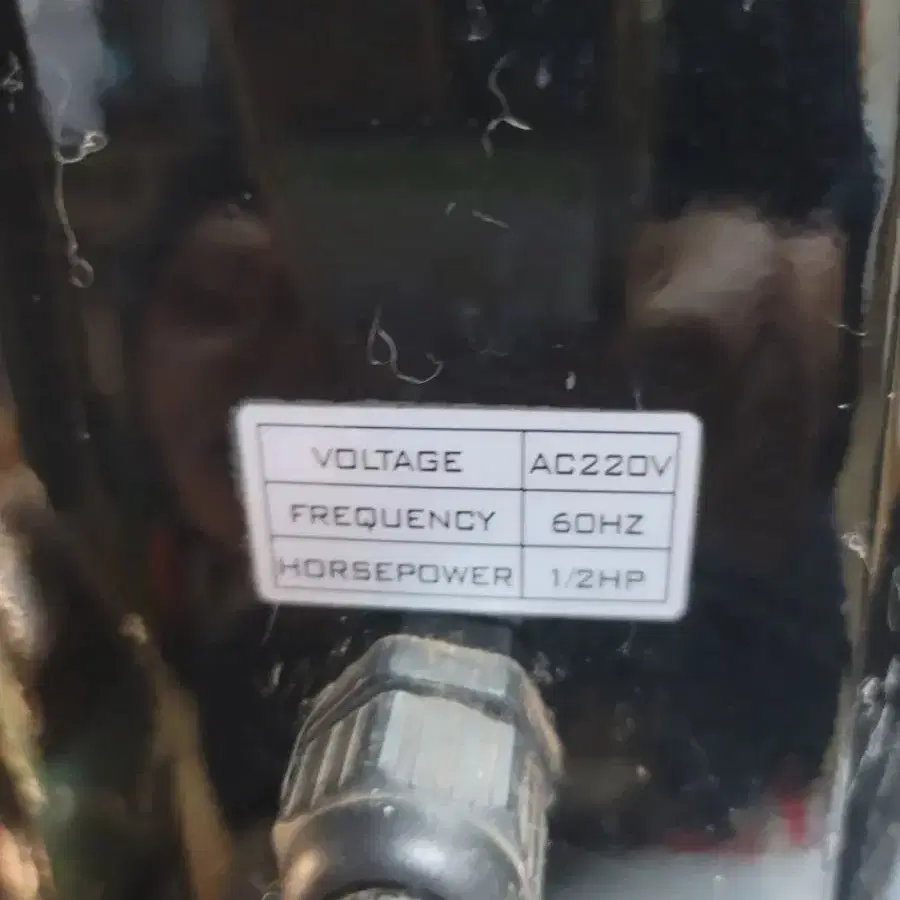 VOLTAGE AC220V
FREQUENCY 60HZ
HORSEPOWER 1/2HP